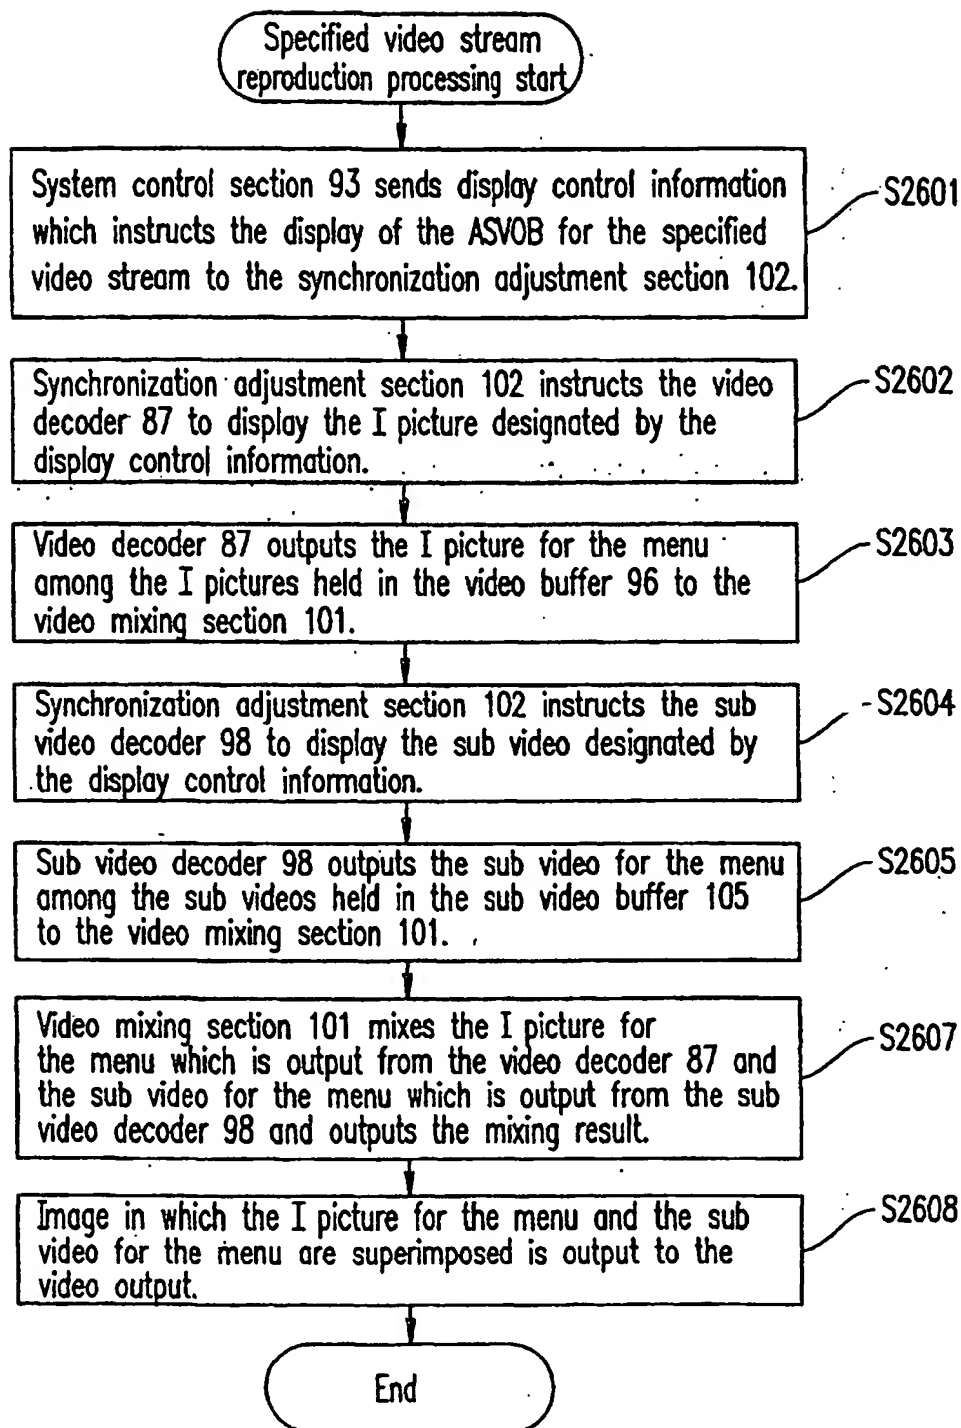 Specified video stream
reproduction processing start
System control section 93 sends display control information
which instructs the display of the ASVOB for the specified
video stream to the synchronization adjustment section 102.
S2601
Synchronization adjustment section 102 instructs the video
decoder 87 to display the I picture designated by the
display control information.
S2602
Video decoder 87 outputs the I picture for the menu
among the I pictures held in the video buffer 96 to the
video mixing section 101.
S2603
Synchronization adjustment section 102 instructs the sub
video decoder 98 to display the sub video designated by
the display control information.
S2604
Sub video decoder 98 outputs the sub video for the menu
among the sub videos held in the sub video buffer 105
to the video mixing section 101.
S2605
Video mixing section 101 mixes the I picture for
the menu which is output from the video decoder 87 and
the sub video for the menu which is output from the sub
video decoder 98 and outputs the mixing result.
S2607
Image in which the I picture for the menu and the sub
video for the menu are superimposed is output to the
video output.
S2608
End